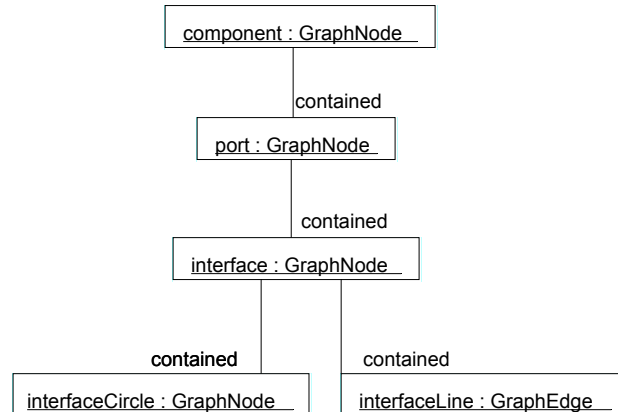 component : GraphNode
contained
port : GraphNode
contained
interface : GraphNode
contained contained
interfaceCircle : GraphNode interfaceLine : GraphEdge